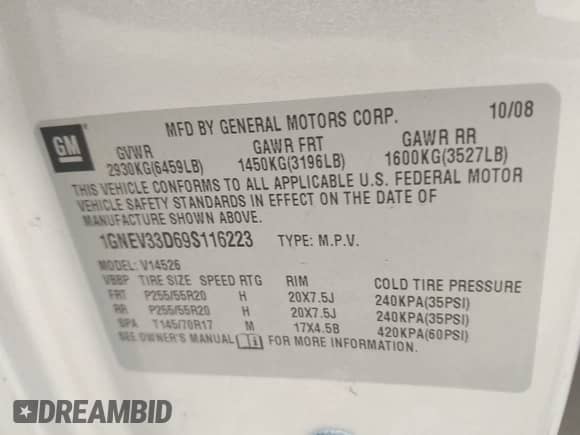 10/08
MFD BY GENERAL MOTORS CORP.
GM
GVWR GAWR FRT GAWR RR
2930KG(6459LB) 1450KG(3196LB) 1600KG(3527LB)
THIS VEHICLE CONFORMS TO ALL APPLICABLE U.S. FEDERAL MOTOR
VEHICLE SAFETY STANDARDS IN EFFECT ON THE DATE OF
MANUFACTURE SHOWN ABOVE.
1GNEV33D69S116223 TYPE: M.P.V.
MODEL: V14526
VBBP TIRE SIZE SPEED RTG RIM COLD TIRE PRESSURE
FRT P255/55R20 H 20X7.5J 240KPA(35PSI)
RR P255/55R20 H 20X7.5J 240KPA(35PSI)
SPA T145/70R17 M 17X4.5B 420KPA(60PSI)
SEE OWNER'S MANUAL FOR MORE INFORMATION.
DREAMBID